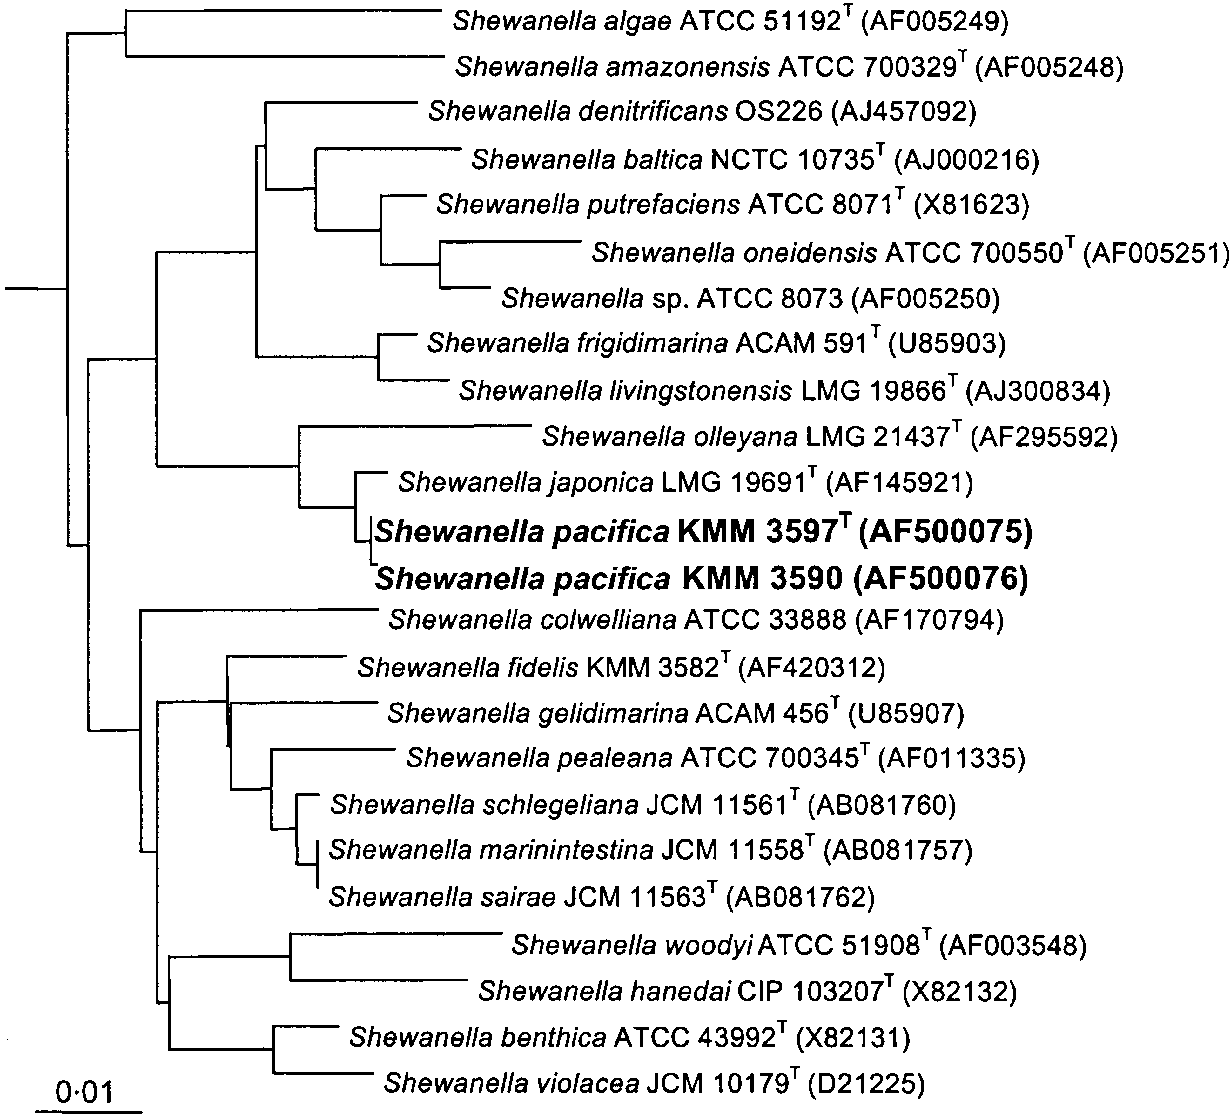 Shewanella algae ATCC 51192T (AF005249)
Shewanella amazonensis ATCC 700329T (AF005248)
Shewanella denitrificans OS226 (AJ457092)
Shewanella baltica NCTC 10735T (AJ000216)
Shewanella putrefaciens ATCC 8071T (X81623)
Shewanella oneidensis ATCC 700550T (AF005251)
Shewanella sp. ATCC 8073 (AF005250)
Shewanella frigidimarina ACAM 591T (U85903)
Shewanella livingstonensis LMG 19866T (AJ300834)
Shewanella olleyana LMG 21437T (AF295592)
Shewanella japonica LMG 19691T (AF145921)
Shewanella pacifica KMM 3597T (AF500075)
Shewanella pacifica KMM 3590 (AF500076)
Shewanella colwelliana ATCC 33888 (AF170794)
Shewanella fidelis KMM 3582T (AF420312)
Shewanella gelidimarina ACAM 456T (U85907)
Shewanella pealeana ATCC 700345T (AF011335)
Shewanella schlegeliana JCM 11561T (AB081760)
Shewanella marinintestina JCM 11558T (AB081757)
Shewanella sairae JCM 11563T (AB081762)
Shewanella woodyi ATCC 51908T (AF003548)
Shewanella hanedai CIP 103207T (X82132)
Shewanella benthica ATCC 43992T (X82131)
Shewanella violacea JCM 10179T (D21225)
0·01